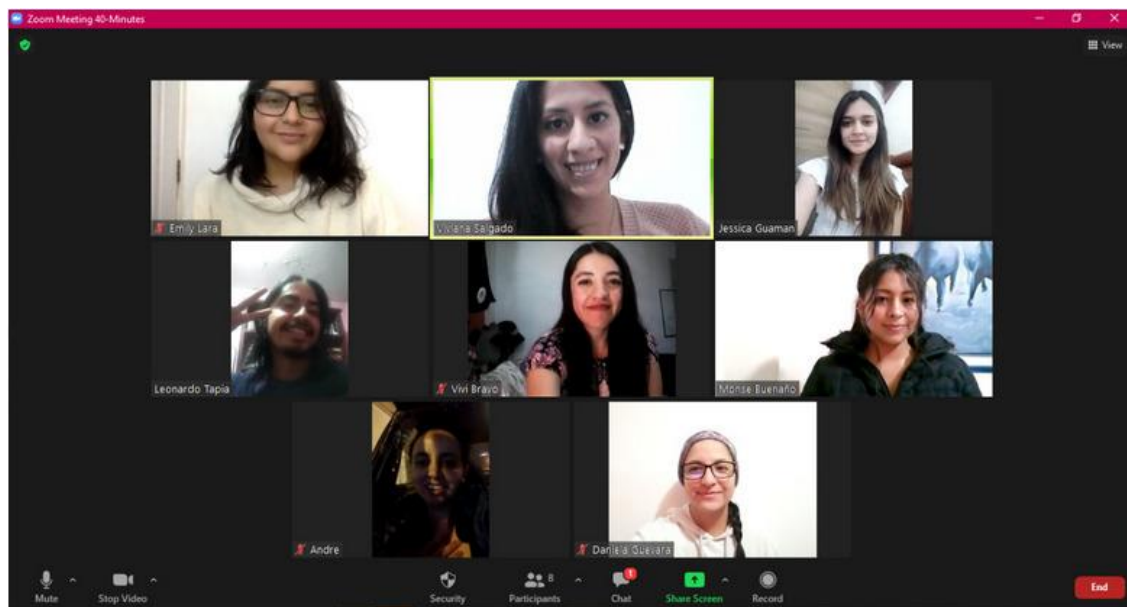 Zoom Meeting 40-Minutes
View
Emily Lara
Viviana Salgado
Jessica Guaman
Leonardo Tapia
Vivi Bravo
Monse Buenaño
Andre
Daniela Guevara
Mute
Stop Video
Security
Participants
8
Chat
1
Share Screen
Record
End